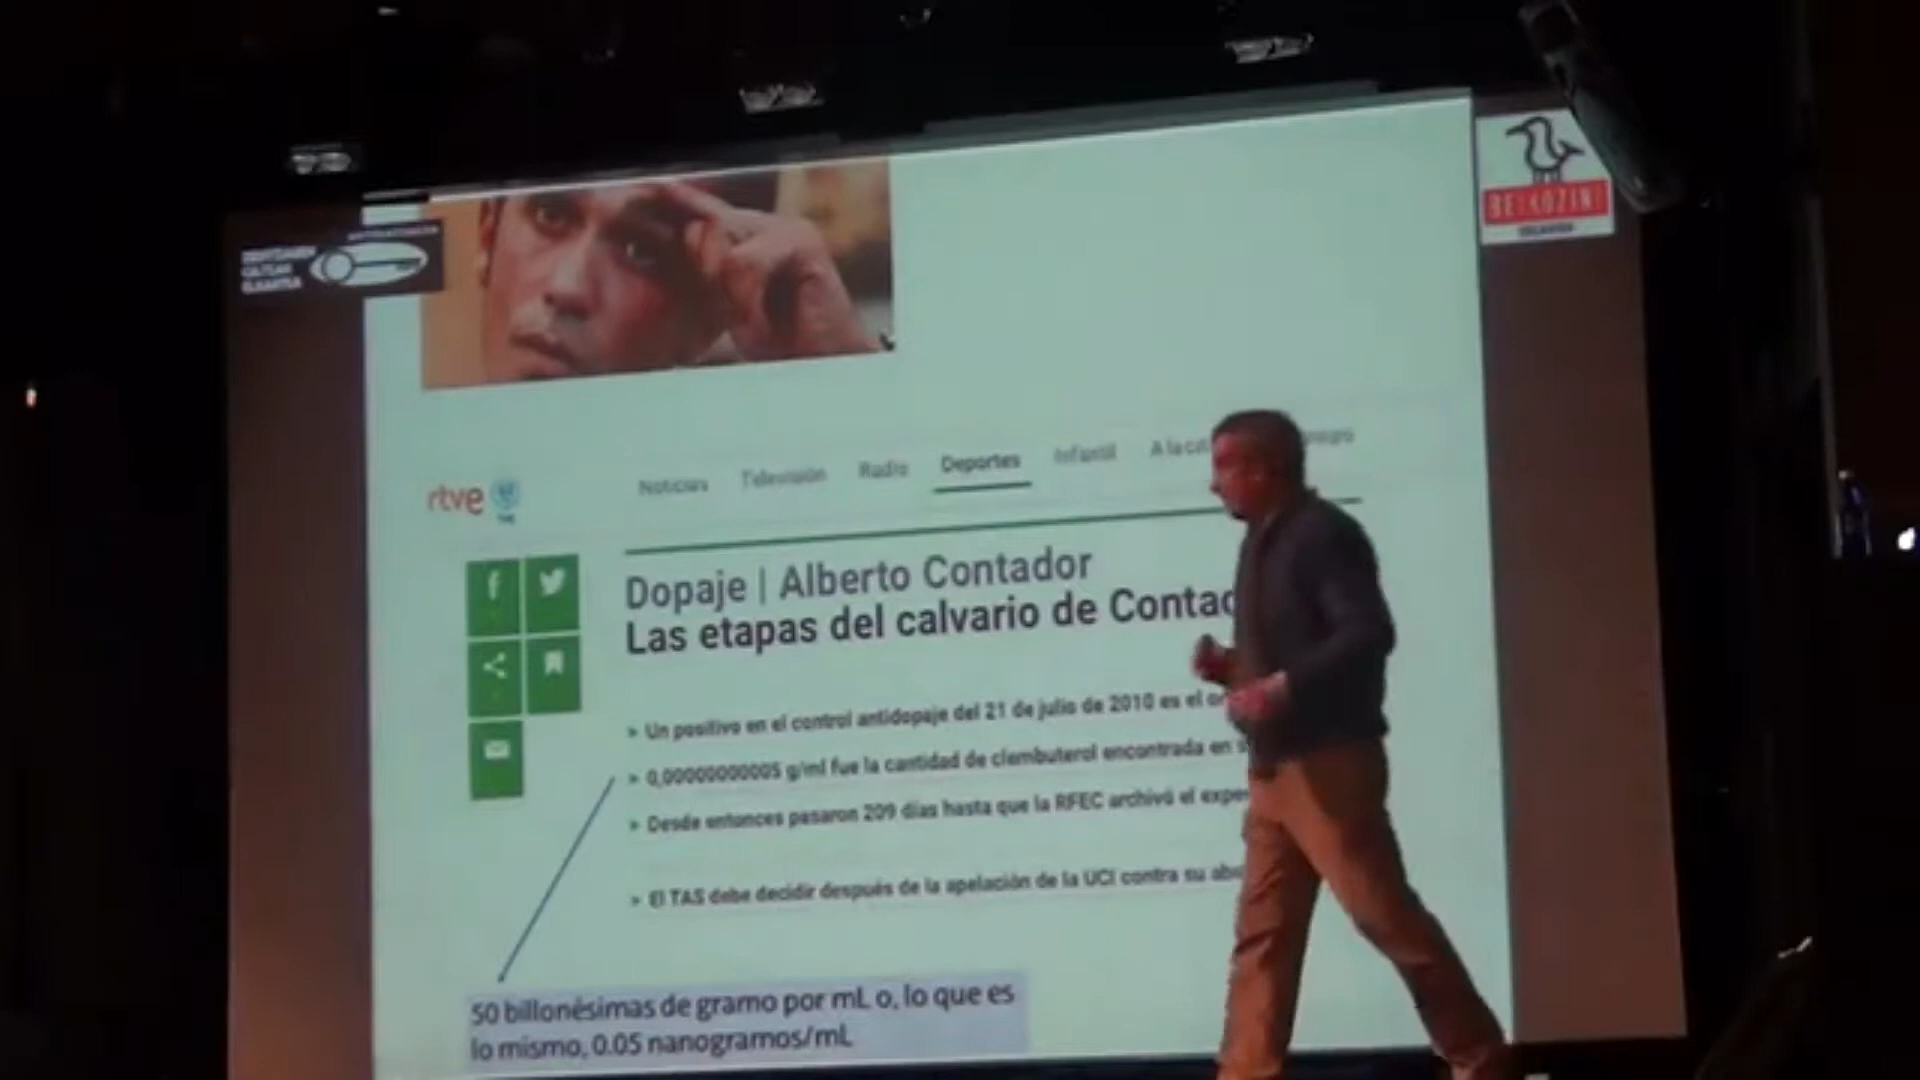 rtve
Noticias Televisión Radio Deportes Infantil A la
Dopaje | Alberto Contador
Las etapas del calvario de Contad
» Un positivo en el control antidopaje del 21 de julio de 2010 es el
» 0,00000000005 g/ml fue la cantidad de clembuterol encontrada en
» Desde entonces pasaron 209 días hasta que la RFEC archivó el
» El TAS debe decidir después de la apelación de la UCI contra su
50 billonésimas de gramo por mL o, lo que es
lo mismo, 0.05 nanogramos/mL